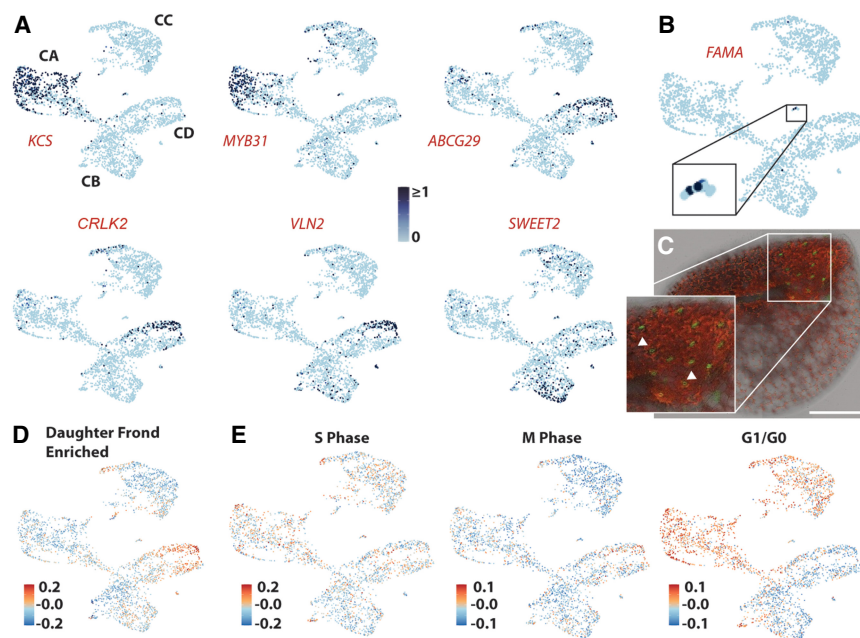 A
CC
CA
KCS
MYB31
ABCG29
CD
CB
≥1
0
CRLK2
VLN2
SWEET2
B
FAMA
C
D
Daughter Frond
Enriched
0.2
-0.0
-0.2
E
S Phase
0.2
-0.0
-0.2
M Phase
0.1
-0.0
-0.1
G1/G0
0.1
-0.0
-0.1